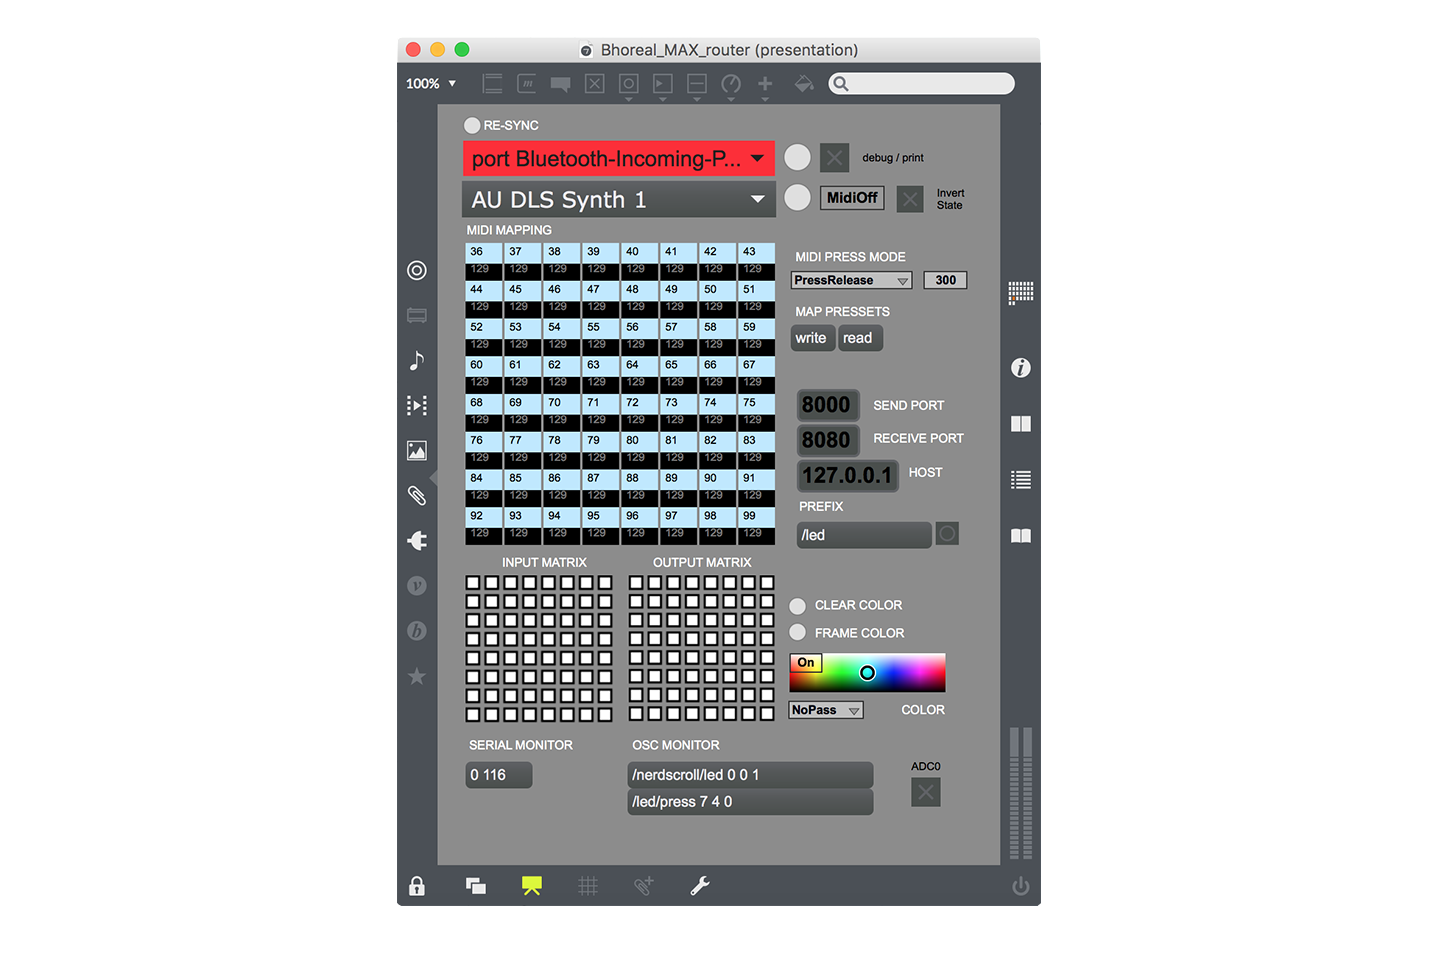 Bhoreal_MAX_router (presentation)
100%
RE-SYNC
port Bluetooth-Incoming-P...
debug / print
AU DLS Synth 1
MidiOff
Invert
State
MIDI MAPPING
36 37 38 39 40 41 42 43
129 129 129 129 129 129 129 129
44 45 46 47 48 49 50 51
129 129 129 129 129 129 129 129
52 53 54 55 56 57 58 59
129 129 129 129 129 129 129 129
60 61 62 63 64 65 66 67
129 129 129 129 129 129 129 129
68 69 70 71 72 73 74 75
129 129 129 129 129 129 129 129
76 77 78 79 80 81 82 83
129 129 129 129 129 129 129 129
84 85 86 87 88 89 90 91
129 129 129 129 129 129 129 129
92 93 94 95 96 97 98 99
129 129 129 129 129 129 129 129
MIDI PRESS MODE
PressRelease 300
MAP PRESSETS
write read
8000 SEND PORT
8080 RECEIVE PORT
127.0.0.1 HOST
PREFIX
/led
INPUT MATRIX
OUTPUT MATRIX
CLEAR COLOR
FRAME COLOR
On
NoPass COLOR
SERIAL MONITOR
0 116
OSC MONITOR
/nerdscroll/led 0 0 1
/led/press 7 4 0
ADC0